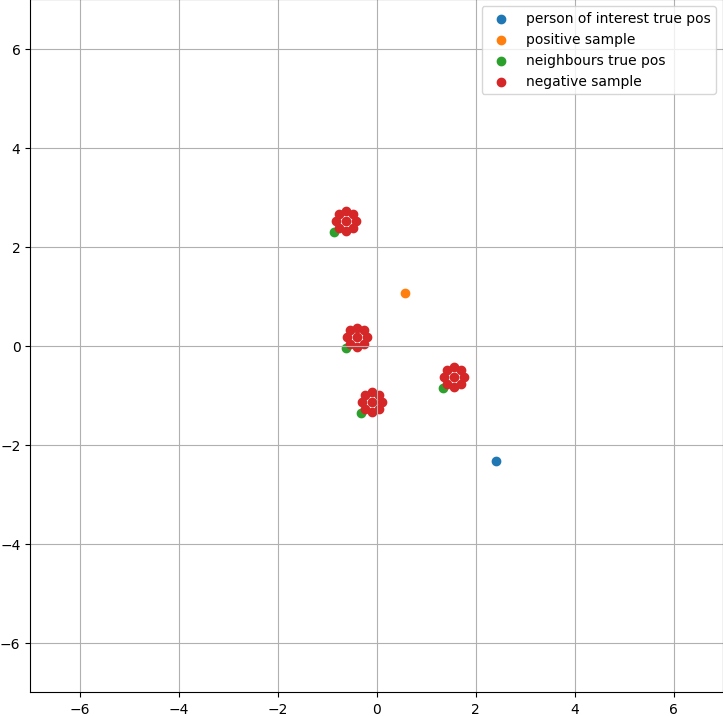 person of interest true pos
positive sample
neighbours true pos
negative sample
6
4
2
0
−2
−4
−6
−6 −4 −2 0 2 4 6